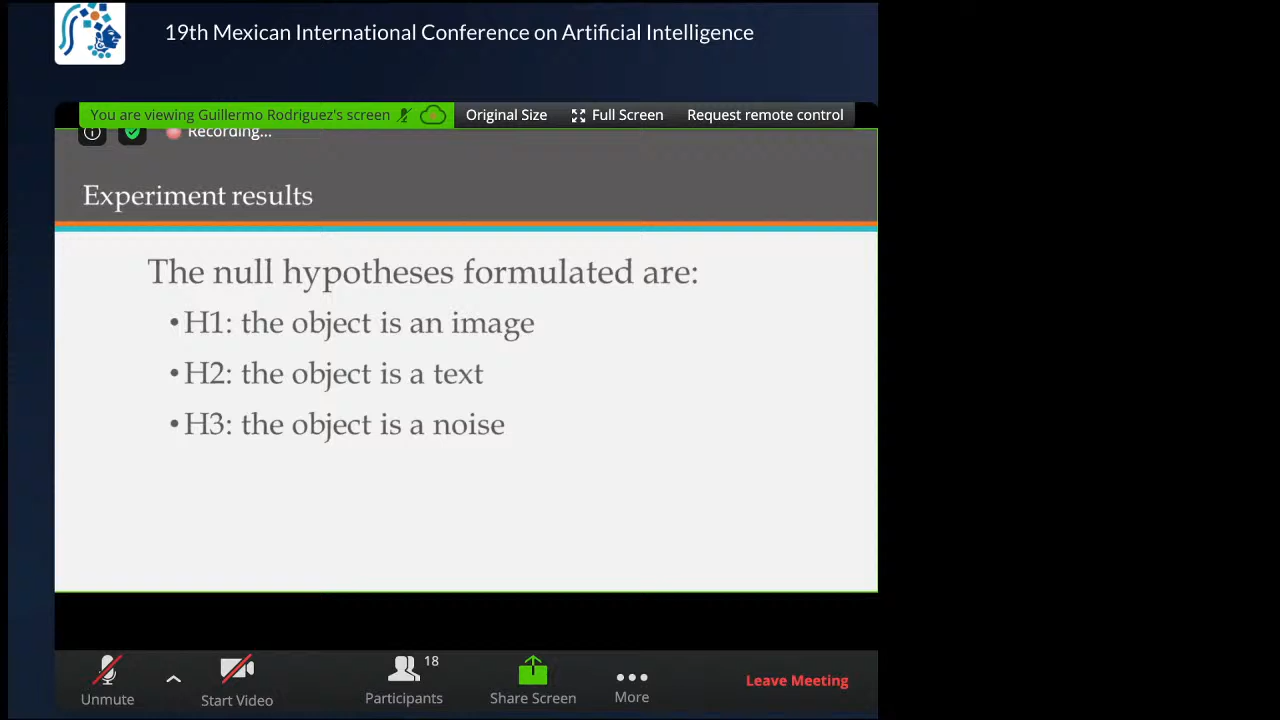 19th Mexican International Conference on Artificial Intelligence
You are viewing Guillermo Rodriguez's screen Original Size Full Screen Request remote control
Recording...
Experiment results
The null hypotheses formulated are:
•H1: the object is an image
•H2: the object is a text
•H3: the object is a noise
18
Unmute Start Video Participants Share Screen More Leave Meeting